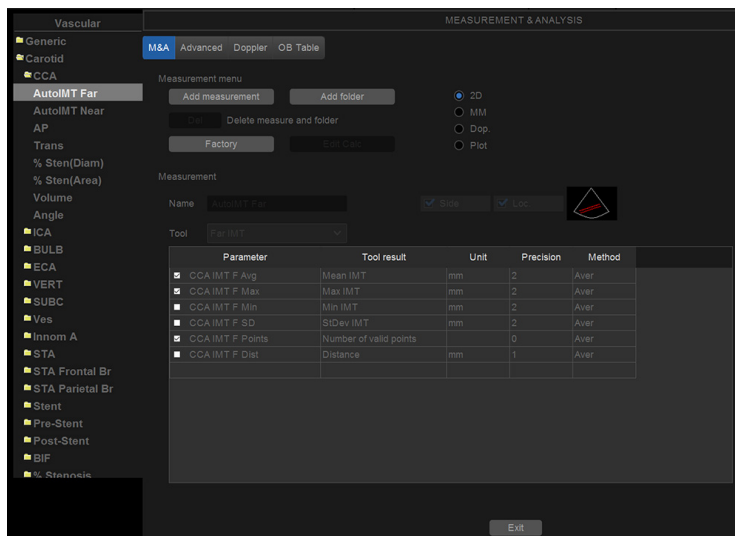 Vascular
MEASUREMENT & ANALYSIS
Generic
Carotid
CCA
AutoIMT Far
AutoIMT Near
AP
Trans
% Sten(Diam)
% Sten(Area)
Volume
Angle
ICA
BULB
ECA
VERT
SUBC
Ves
Innom A
STA
STA Frontal Br
STA Parietal Br
Stent
Pre-Stent
Post-Stent
BIF
% Stenosis
M&A Advanced Doppler OB Table
Measurement menu
Add measurement Add folder
Del Delete measure and folder
Factory Edit Calc
2D
MM
Dop.
Plot
Measurement
Name AutoIMT Far Side Loc
Tool Far IMT
Parameter Tool result Unit Precision Method
CCA IMT F Avg Mean IMT mm 2 Aver
CCA IMT F Max Max IMT mm 2 Aver
CCA IMT F Min Min IMT mm 2 Aver
CCA IMT F SD StDev IMT mm 2 Aver
CCA IMT F Points Number of valid points 0 Aver
CCA IMT F Dist Distance mm 1 Aver
Exit